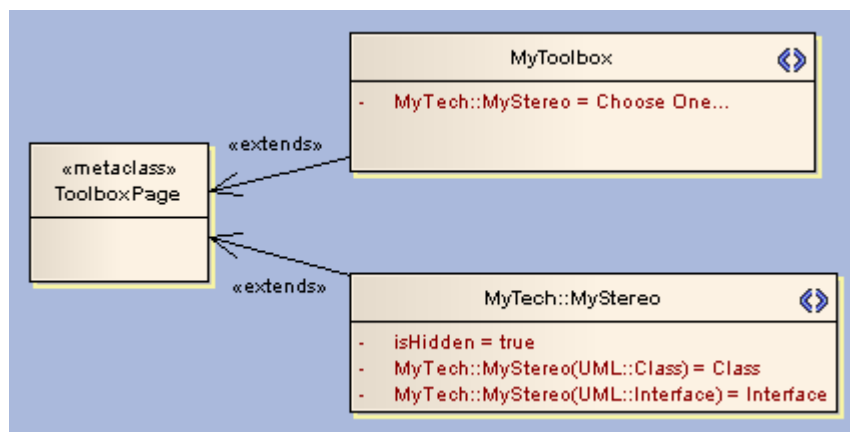 MyToolbox
- MyTech::MyStereo = Choose One...
«extends»
«metaclass»
ToolboxPage
«extends»
MyTech::MyStereo
- isHidden = true
- MyTech::MyStereo(UML::Class) = Class
- MyTech::MyStereo(UML::Interface) = Interface